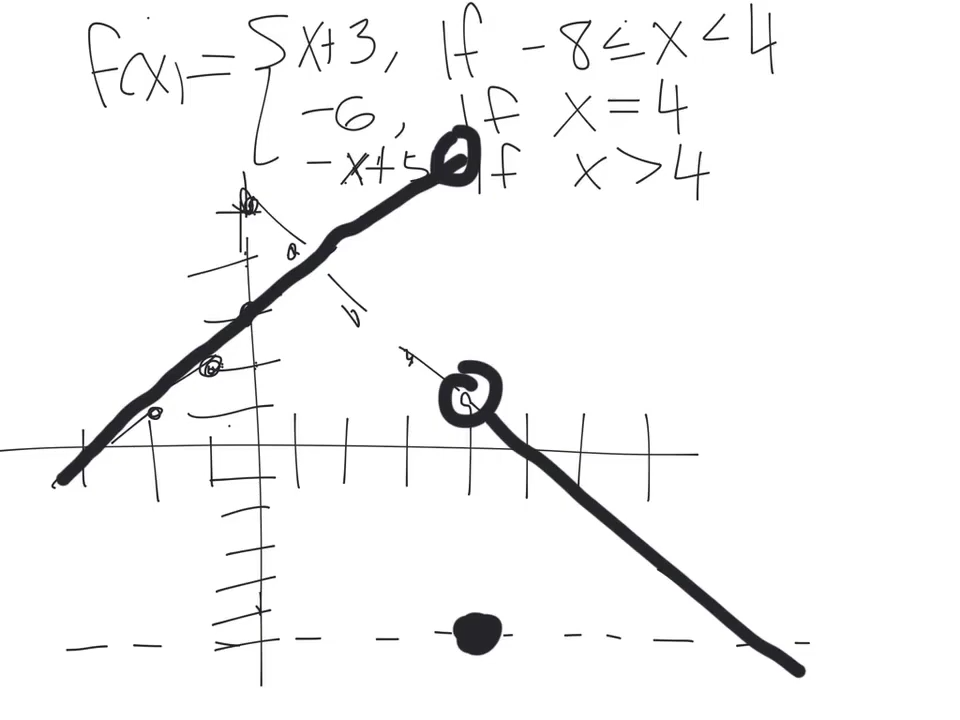 f(x) = { x+3, If -8 ≤ x < 4
-6, If x = 4
-x+5 If x > 4